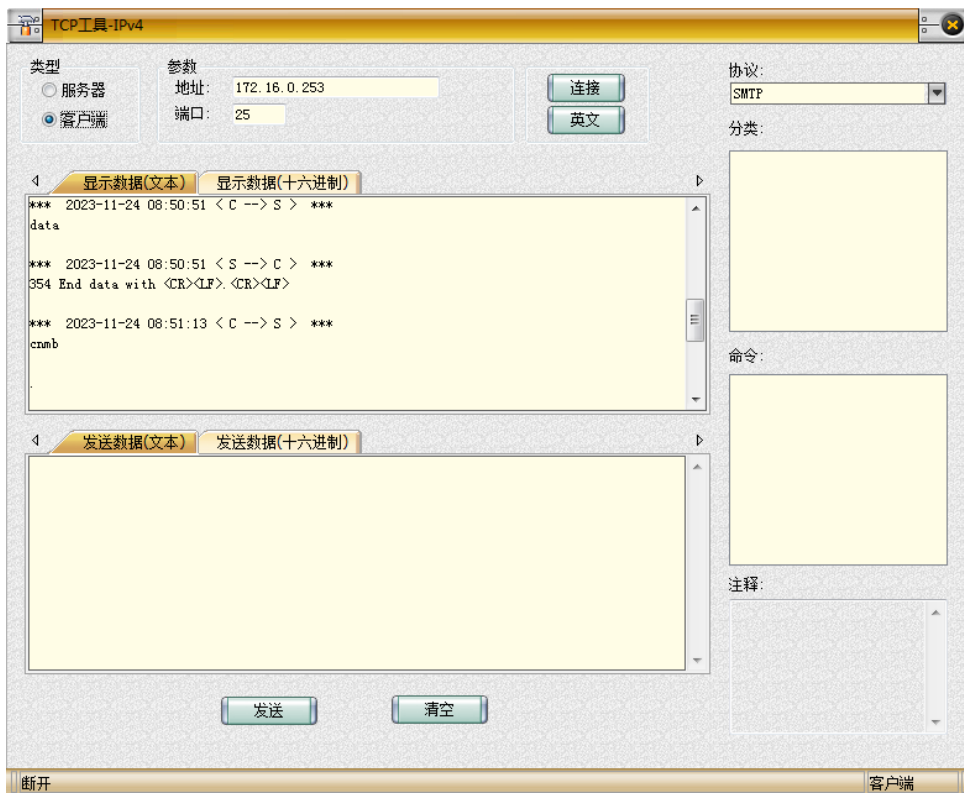 TCP工具-IPv4
类型
服务器
客户端
参数
地址: 172.16.0.253
端口: 25
连接
英文
协议:
SMTP
分类:
显示数据(文本) 显示数据(十六进制)
*** 2023-11-24 08:50:51 < C --> S > ***
data
*** 2023-11-24 08:50:51 < S --> C > ***
354 End data with <CR><LF>.<CR><LF>
*** 2023-11-24 08:51:13 < C --> S > ***
cnmb
.
命令:
发送数据(文本) 发送数据(十六进制)
注释:
发送 清空
断开 客户端